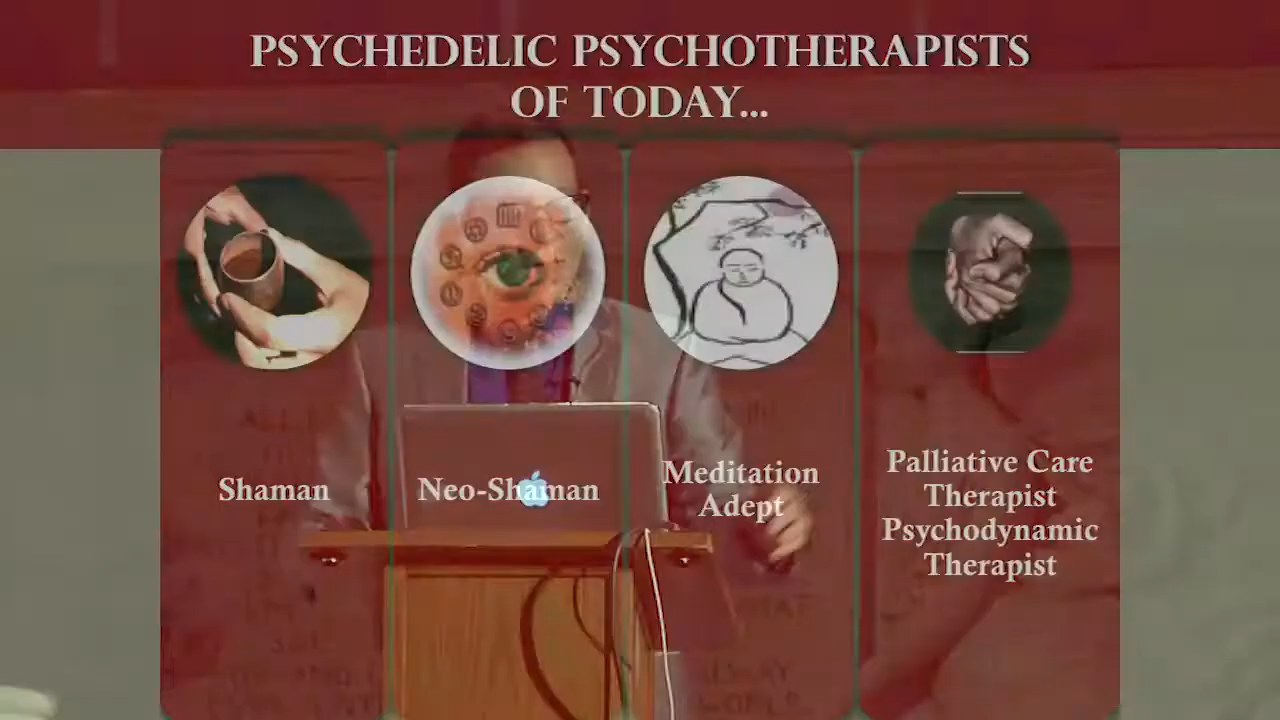 PSYCHEDELIC PSYCHOTHERAPISTS
OF TODAY...
Shaman
Neo-Shaman
Meditation
Adept
Palliative Care
Therapist
Psychodynamic
Therapist